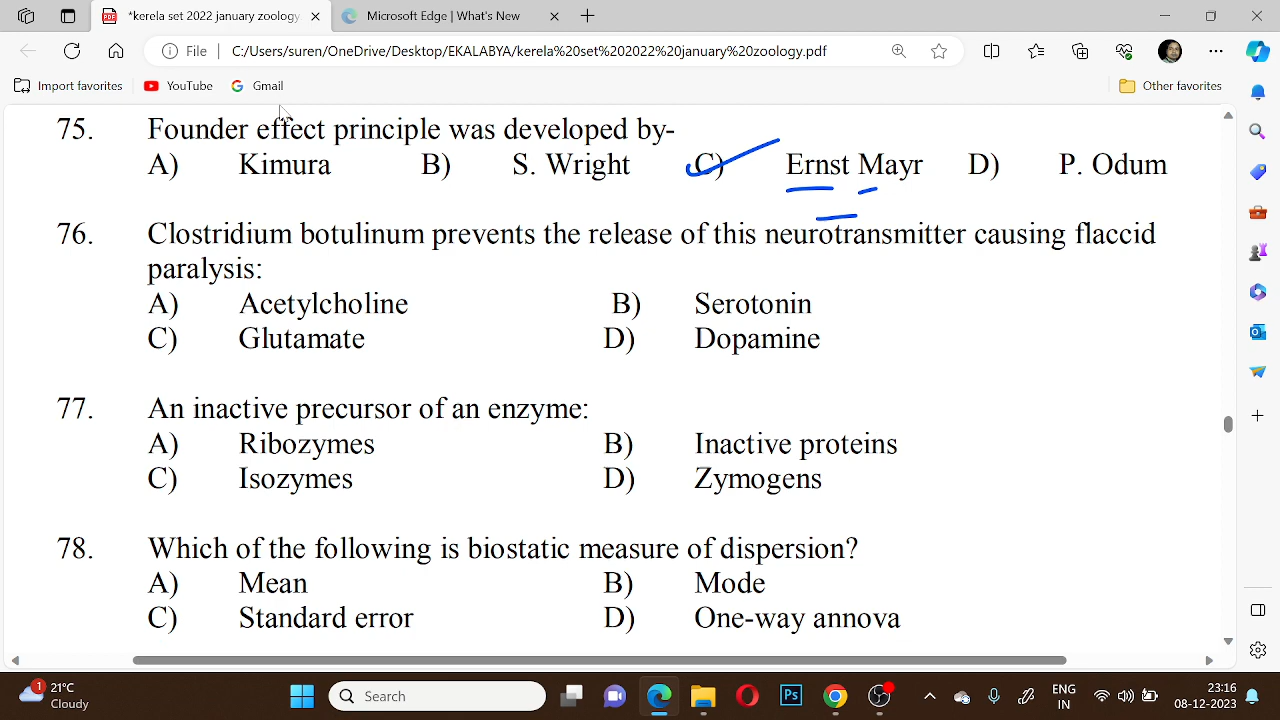 *kerela set 2022 january zoology
Microsoft Edge | What's New
File
C:/Users/suren/OneDrive/Desktop/EKALABYA/kerela%20set%202022%20january%20zoology.pdf
Import favorites
YouTube
Gmail
Other favorites
75. Founder effect principle was developed by-
A) Kimura B) S. Wright C) Ernst Mayr D) P. Odum
76. Clostridium botulinum prevents the release of this neurotransmitter causing flaccid
paralysis:
A) Acetylcholine B) Serotonin
C) Glutamate D) Dopamine
77. An inactive precursor of an enzyme:
A) Ribozymes B) Inactive proteins
C) Isozymes D) Zymogens
78. Which of the following is biostatic measure of dispersion?
A) Mean B) Mode
C) Standard error D) One-way annova
1
21°C
Cloudy
Search
Ps
ENG
IN
23:16
08-12-2023